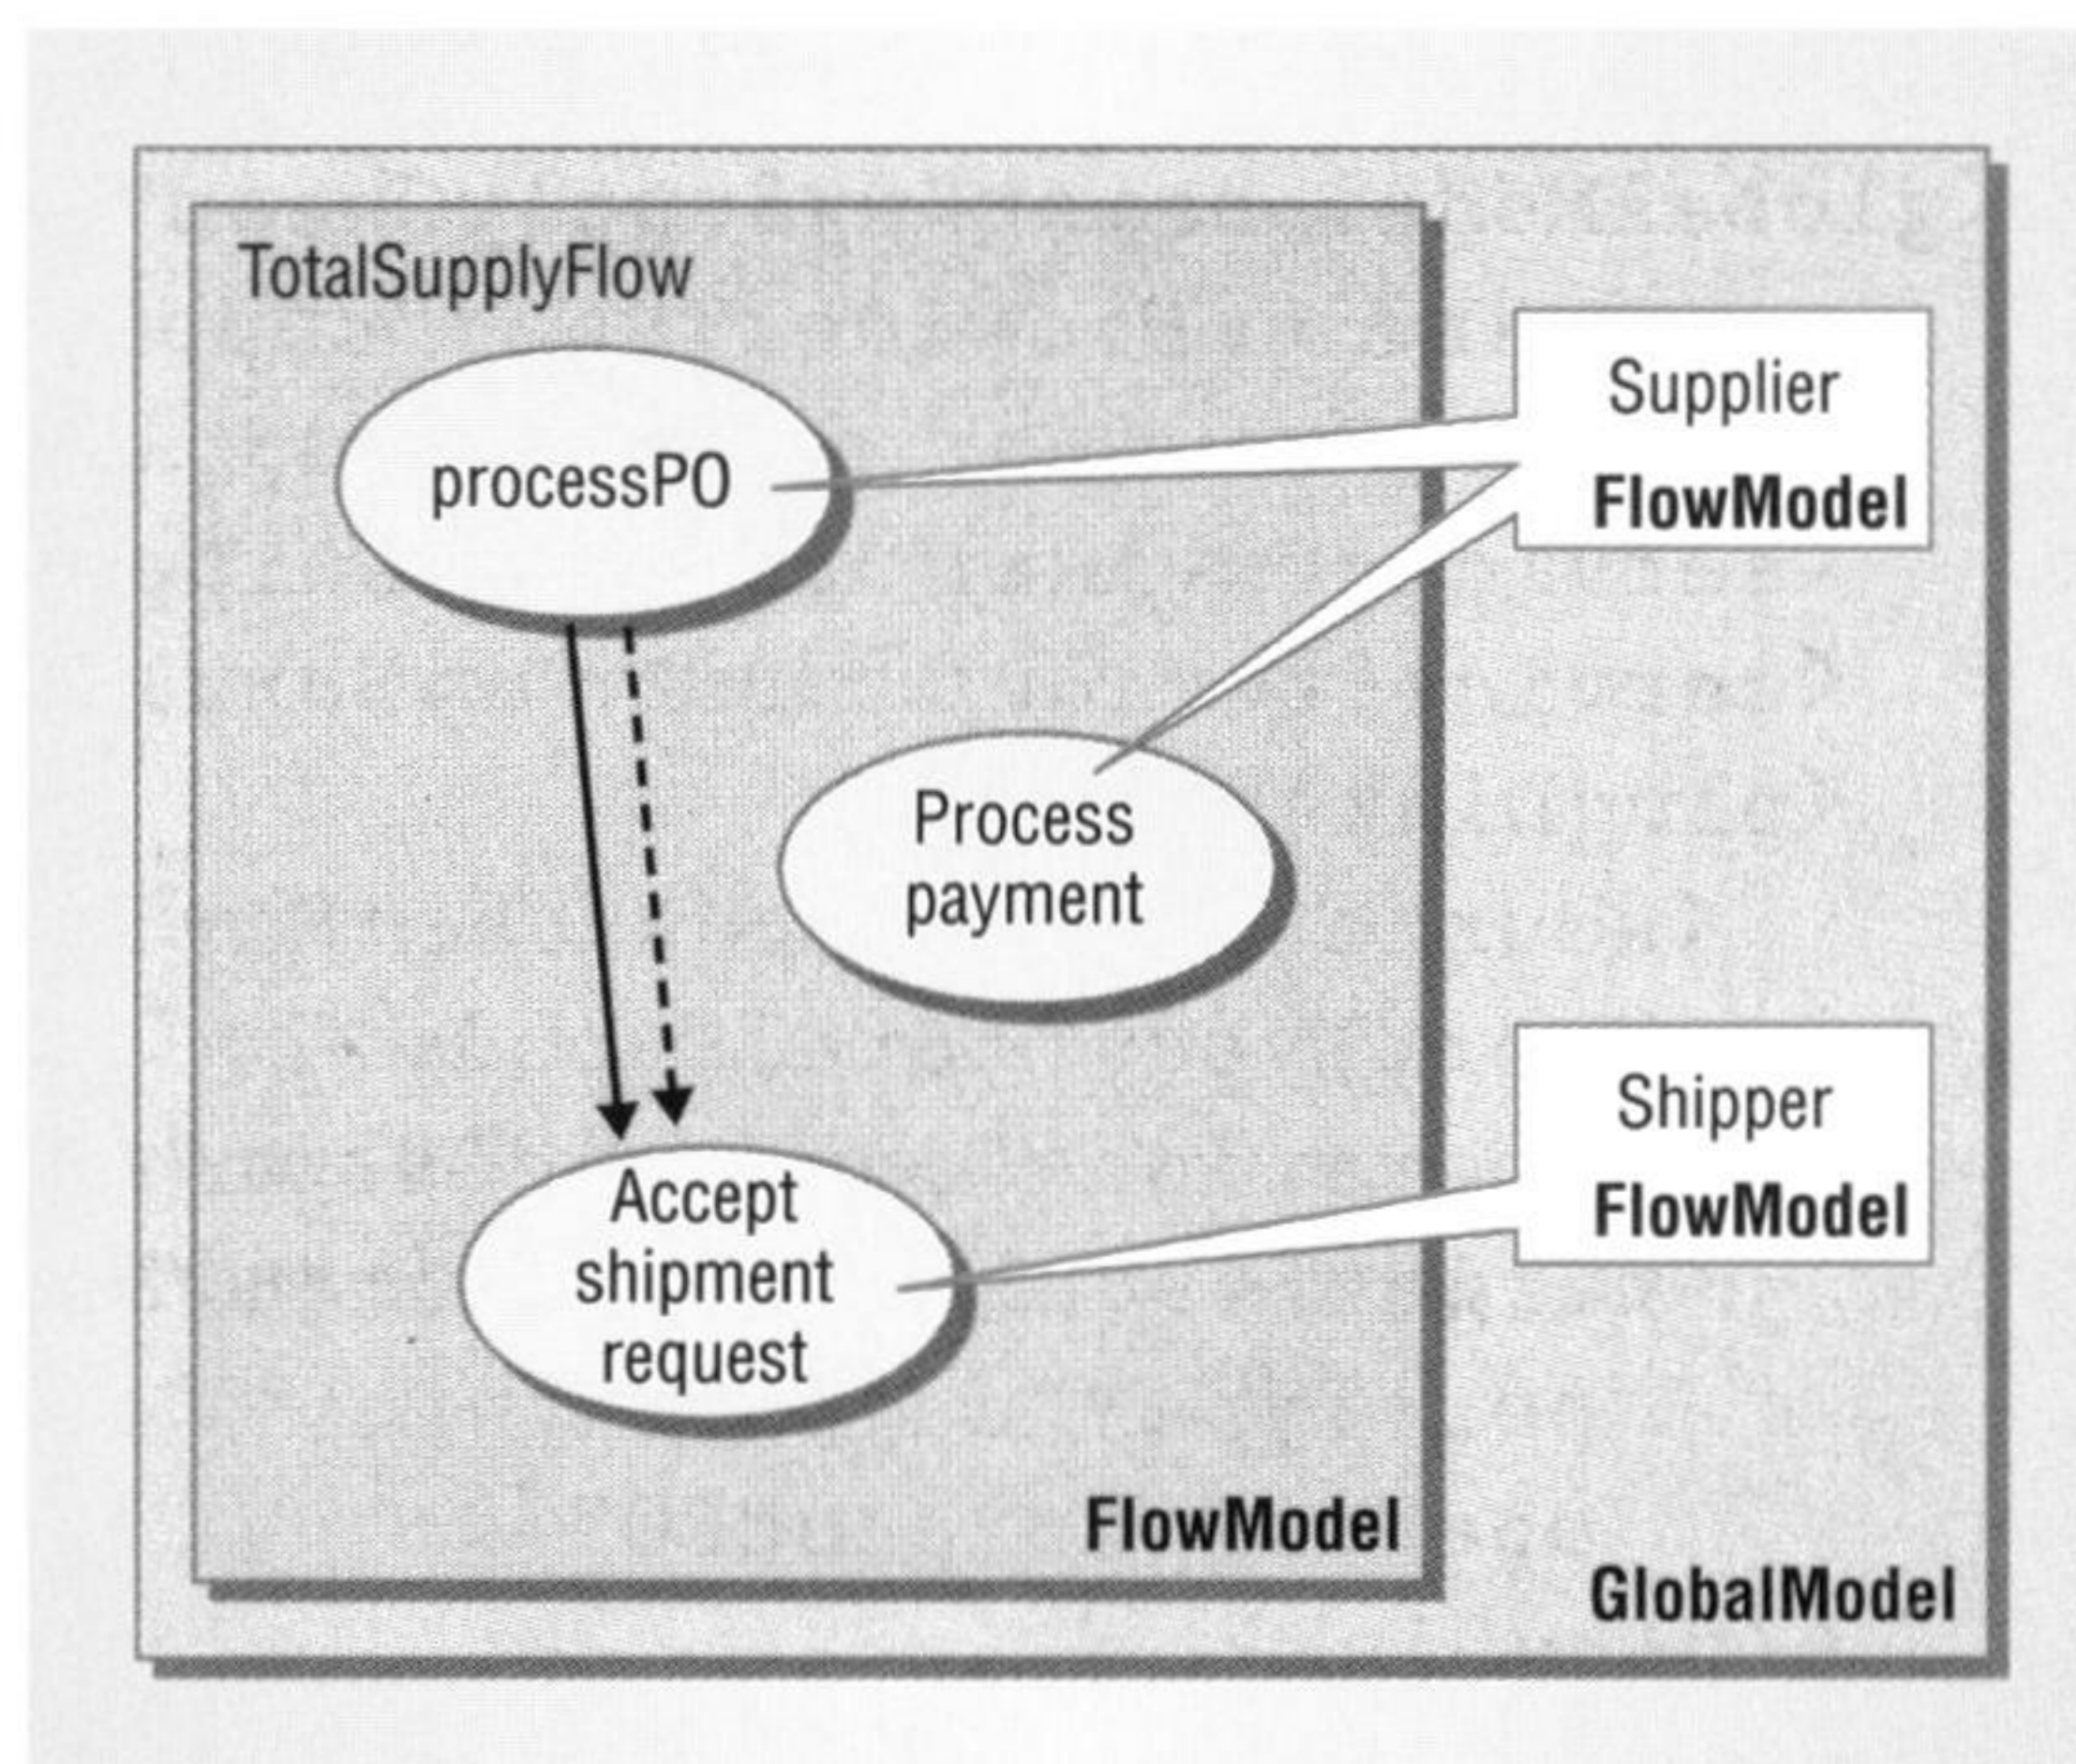 TotalSupplyFlow
processPO
Supplier
FlowModel
Process
payment
Shipper
FlowModel
Accept
shipment
request
FlowModel
GlobalModel